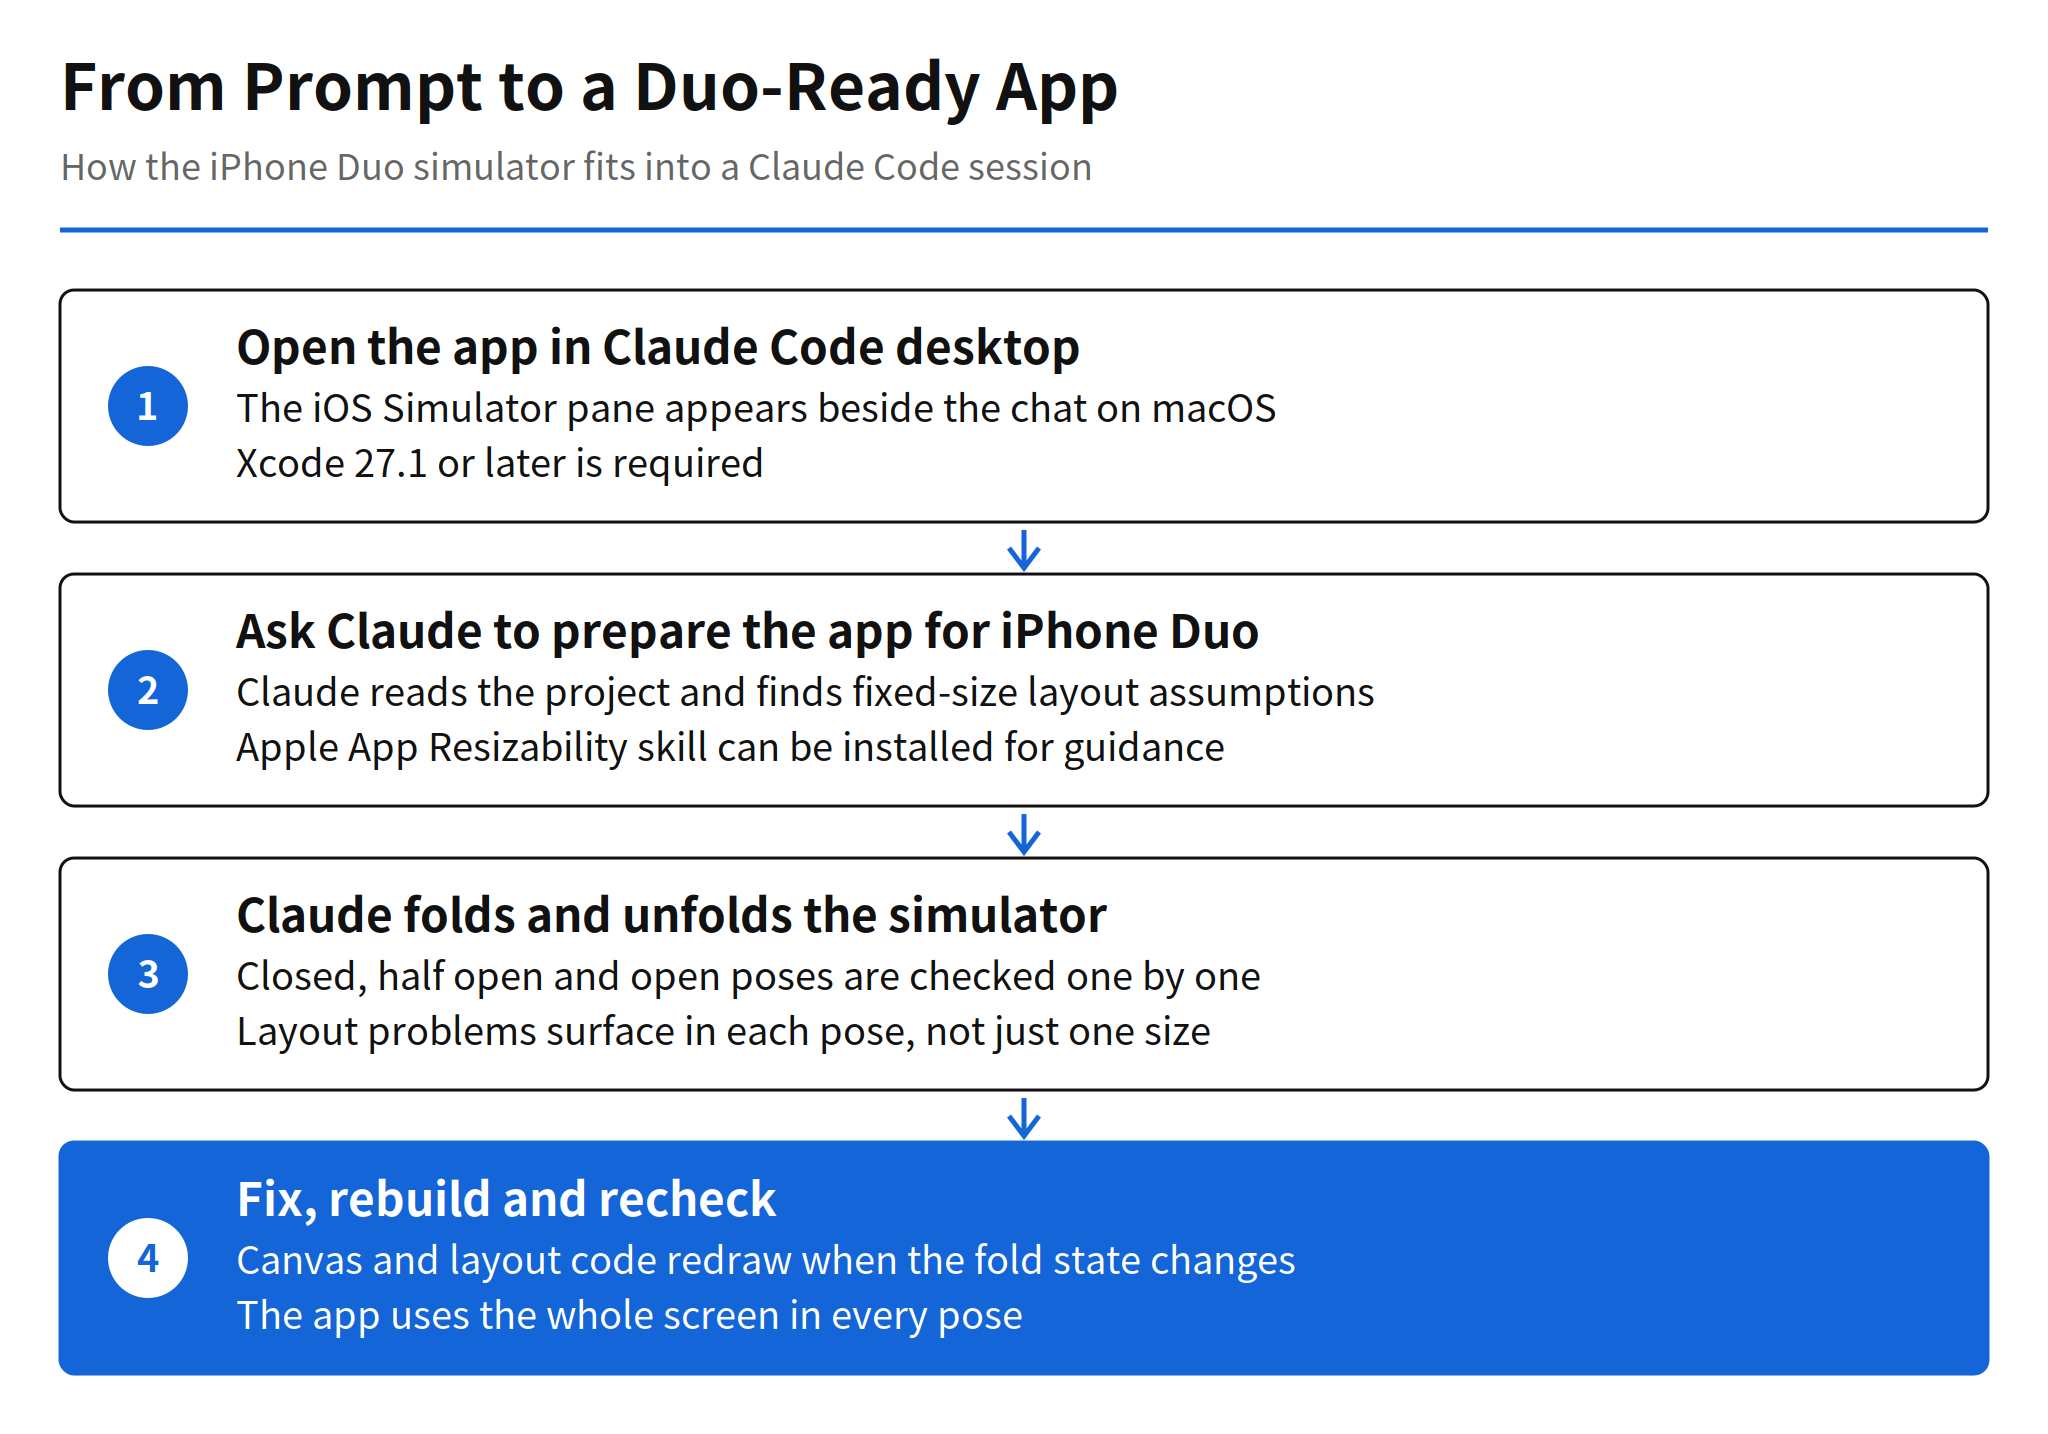 From Prompt to a Duo-Ready App
How the iPhone Duo simulator fits into a Claude Code session
1
Open the app in Claude Code desktop
The iOS Simulator pane appears beside the chat on macOS
Xcode 27.1 or later is required
2
Ask Claude to prepare the app for iPhone Duo
Claude reads the project and finds fixed-size layout assumptions
Apple App Resizability skill can be installed for guidance
3
Claude folds and unfolds the simulator
Closed, half open and open poses are checked one by one
Layout problems surface in each pose, not just one size
4
Fix, rebuild and recheck
Canvas and layout code redraw when the fold state changes
The app uses the whole screen in every pose